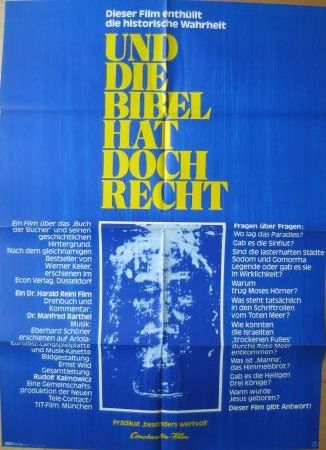 Dieser Film enthüllt
die historische Wahrheit
UND
DIE
BIBEL
HAT
DOCH
RECHT
Ein Film über das „Buch
der Bücher“ und seinen
geschichtlichen
Hintergrund.
Nach dem gleichnamigen
Bestseller von
Werner Keller,
erschienen im
Econ Verlag, Düsseldorf
Ein Dr. Harald Reinl Film
Drehbuch und
Kommentar:
Dr. Manfred Barthel
Musik:
Eberhard Schöner
erschienen auf Ariola-
und Musik-Kasette
Bildgestaltung:
Ernst Wild
Gesamtleitung:
Rudolf Kalmowicz
Eine Gemeinschafts-
produktion der Neuen
Tele-Contact/
TIT-Film, München
Fragen über Fragen:
Wo lag das Paradies?
Gab es die Sinflut?
Sind die lasterhaften Städte
Sodom und Gomorrha
Legende oder gab es sie
in Wirklichkeit?
Warum
trug Moses Hörner?
Was steht tatsächlich
in den Schriftrollen
vom Toten Meer?
Wie konnten
die Israeliten
„trockenen Fußes“
durchs Rote Meer
entkommen?
Was ist „Manna“,
das Himmelsbrot?
Gab es die Heiligen
Drei Könige?
Wann wurde
Jesus geboren?
Dieser Film gibt Antwort!
Prädikat „besonders wertvoll“
Constantin-Film